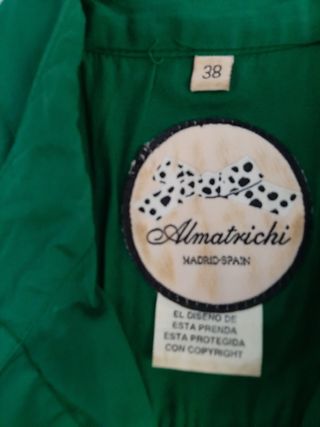 38
Almatrichi
MADRID-SPAIN
EL DISEÑO DE
ESTA PRENDA
ESTA PROTEGIDA
CON COPYRIGHT